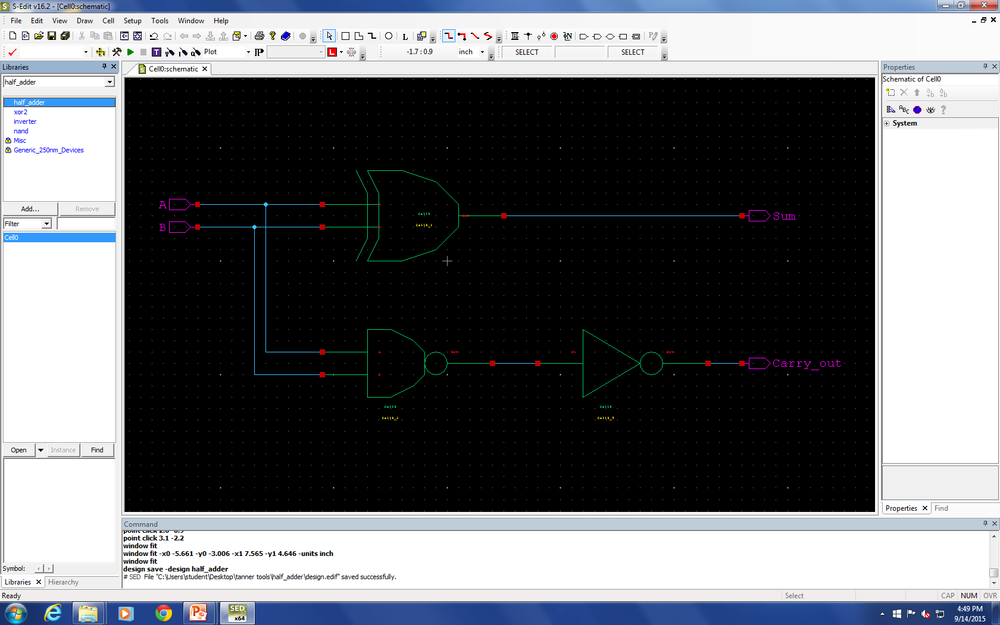 S-Edit v16.2 - [Cell0:schematic]
File Edit View Draw Cell Setup Tools Window Help
Plot
-1.7 : 0.9 inch SELECT SELECT
Libraries
half_adder
half_adder
xor2
inverter
nand
Misc
Generic_250nm_Devices
Add... Remove
Filter
Cell0
Open Instance Find
Symbol:
Libraries Hierarchy
Cell0:schematic
A
B
Sum
Carry_out
Properties
Schematic of Cell0
System
Properties Find
Command
point click 3.1 -2.2
window fit
window fit -x0 -5.661 -y0 -3.006 -x1 7.565 -y1 4.646 -units inch
window fit
design save -design half_adder
# SED File "C:\Users\student\Desktop\tanner tools\half_adder\design.edif" saved successfully.
Ready Select CAP NUM OVR
SED
x64
4:49 PM
9/14/2015